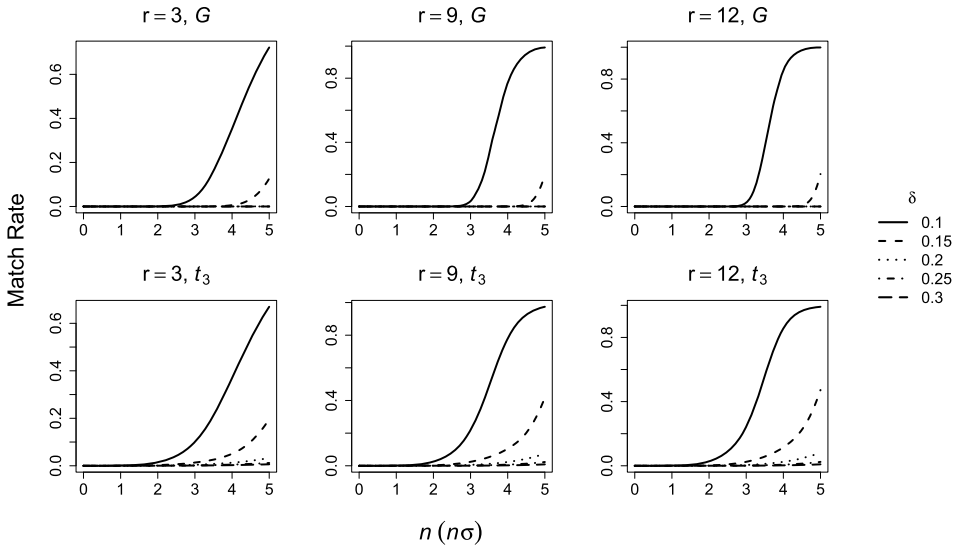 r = 3, G
r = 9, G
r = 12, G
0.0 0.2 0.4 0.6
0 1 2 3 4 5
0.0 0.4 0.8
0 1 2 3 4 5
0.0 0.4 0.8
0 1 2 3 4 5
Match Rate
δ
0.1
0.15
0.2
0.25
0.3
r = 3, t₃
r = 9, t₃
r = 12, t₃
0.0 0.2 0.4 0.6
0 1 2 3 4 5
0.0 0.4 0.8
0 1 2 3 4 5
0.0 0.4 0.8
0 1 2 3 4 5
n (nσ)